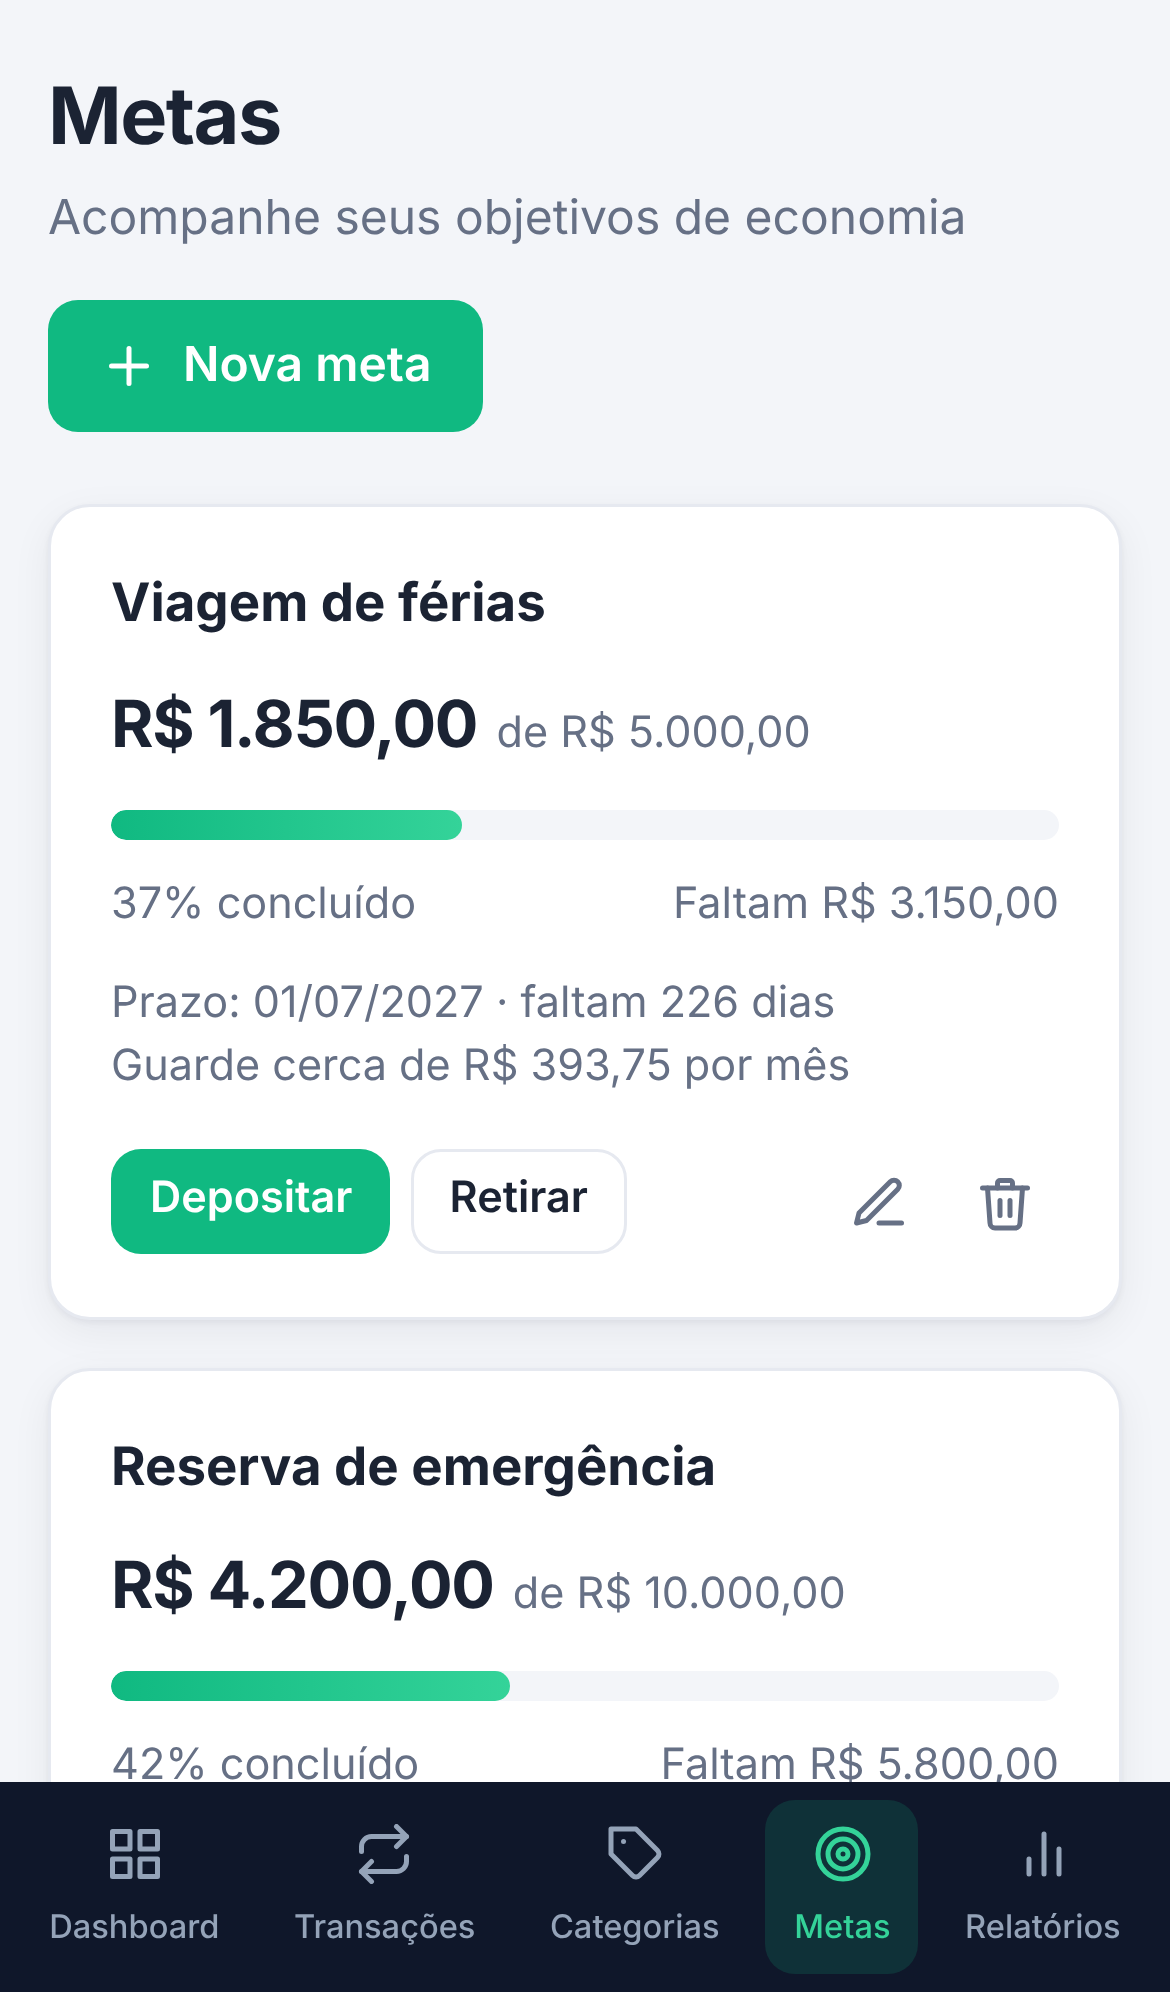 Metas
Acompanhe seus objetivos de economia
Nova meta
Viagem de férias
R$ 1.850,00 de R$ 5.000,00
37% concluído Faltam R$ 3.150,00
Prazo: 01/07/2027 · faltam 226 dias
Guarde cerca de R$ 393,75 por mês
Depositar Retirar
Reserva de emergência
R$ 4.200,00 de R$ 10.000,00
42% concluído Faltam R$ 5.800,00
Dashboard Transações Categorias Metas Relatórios